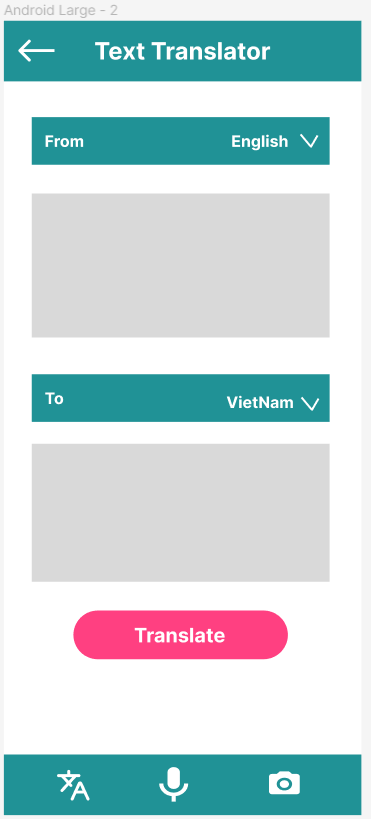 Android Large - 2
Text Translator
From English
To VietNam
Translate